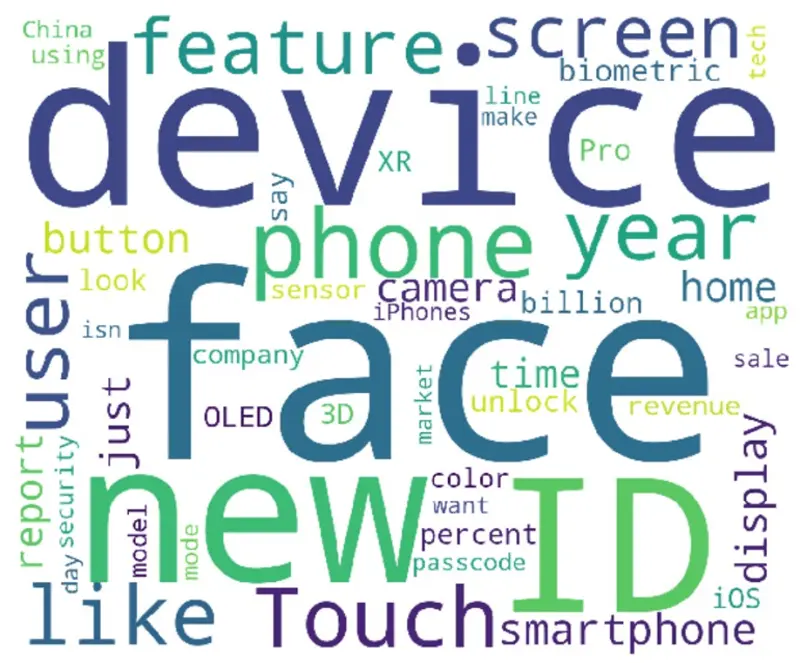 China
using
feature
screen
tech
biometric
device
line
make
XR
Pro
say
button
phone
year
user
look
sensor
camera
iPhones
billion
home
app
isn
face
company
time
sale
just
OLED
3D
market
unlock
revenue
report
security
new
ID
color
want
percent
passcode
display
day
model
mode
like
Touch
smartphone
iOS